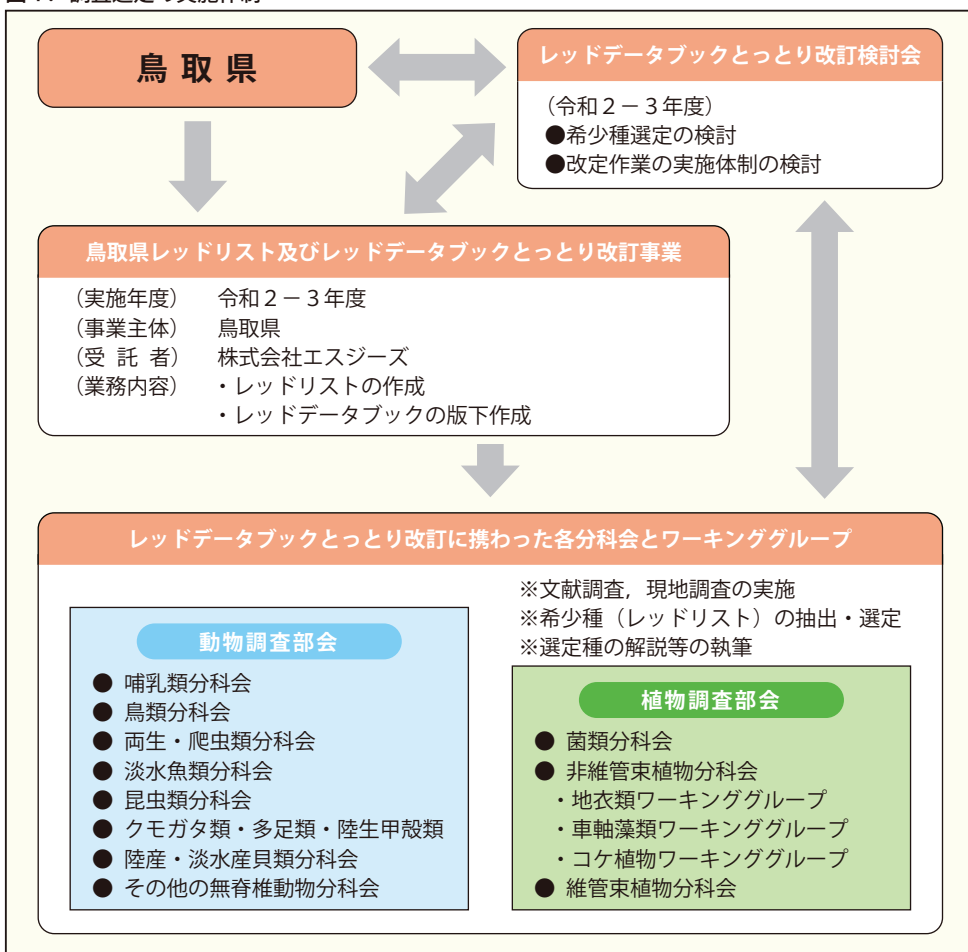 鳥取県
レッドデータブックとっとり改訂検討会
（令和２－３年度）
●希少種選定の検討
●改定作業の実施体制の検討
鳥取県レッドリスト及びレッドデータブックとっとり改訂事業
（実施年度） 令和２－３年度
（事業主体） 鳥取県
（受 託 者） 株式会社エスジーズ
（業務内容） ・レッドリストの作成
・レッドデータブックの版下作成
レッドデータブックとっとり改訂に携わった各分科会とワーキンググループ
※文献調査，現地調査の実施
※希少種（レッドリスト）の抽出・選定
※選定種の解説等の執筆
動物調査部会
● 哺乳類分科会
● 鳥類分科会
● 両生・爬虫類分科会
● 淡水魚類分科会
● 昆虫類分科会
● クモガタ類・多足類・陸生甲殻類
● 陸産・淡水産貝類分科会
● その他の無脊椎動物分科会
植物調査部会
● 菌類分科会
● 非維管束植物分科会
・地衣類ワーキンググループ
・車軸藻類ワーキンググループ
・コケ植物ワーキンググループ
● 維管束植物分科会